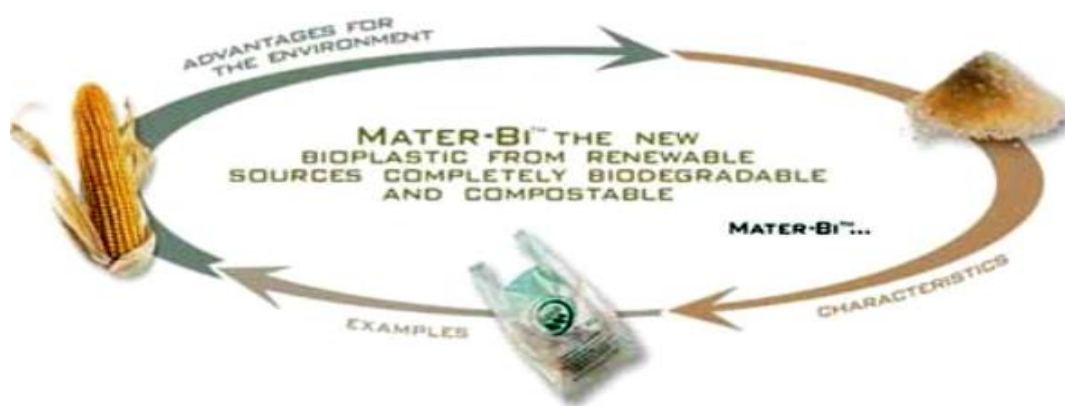 ADVANTAGES FOR
THE ENVIRONMENT
MATER-BI™ THE NEW
BIOPLASTIC FROM RENEWABLE
SOURCES COMPLETELY BIODEGRADABLE
AND COMPOSTABLE
MATER-BI™...
CHARACTERISTICS
EXAMPLES